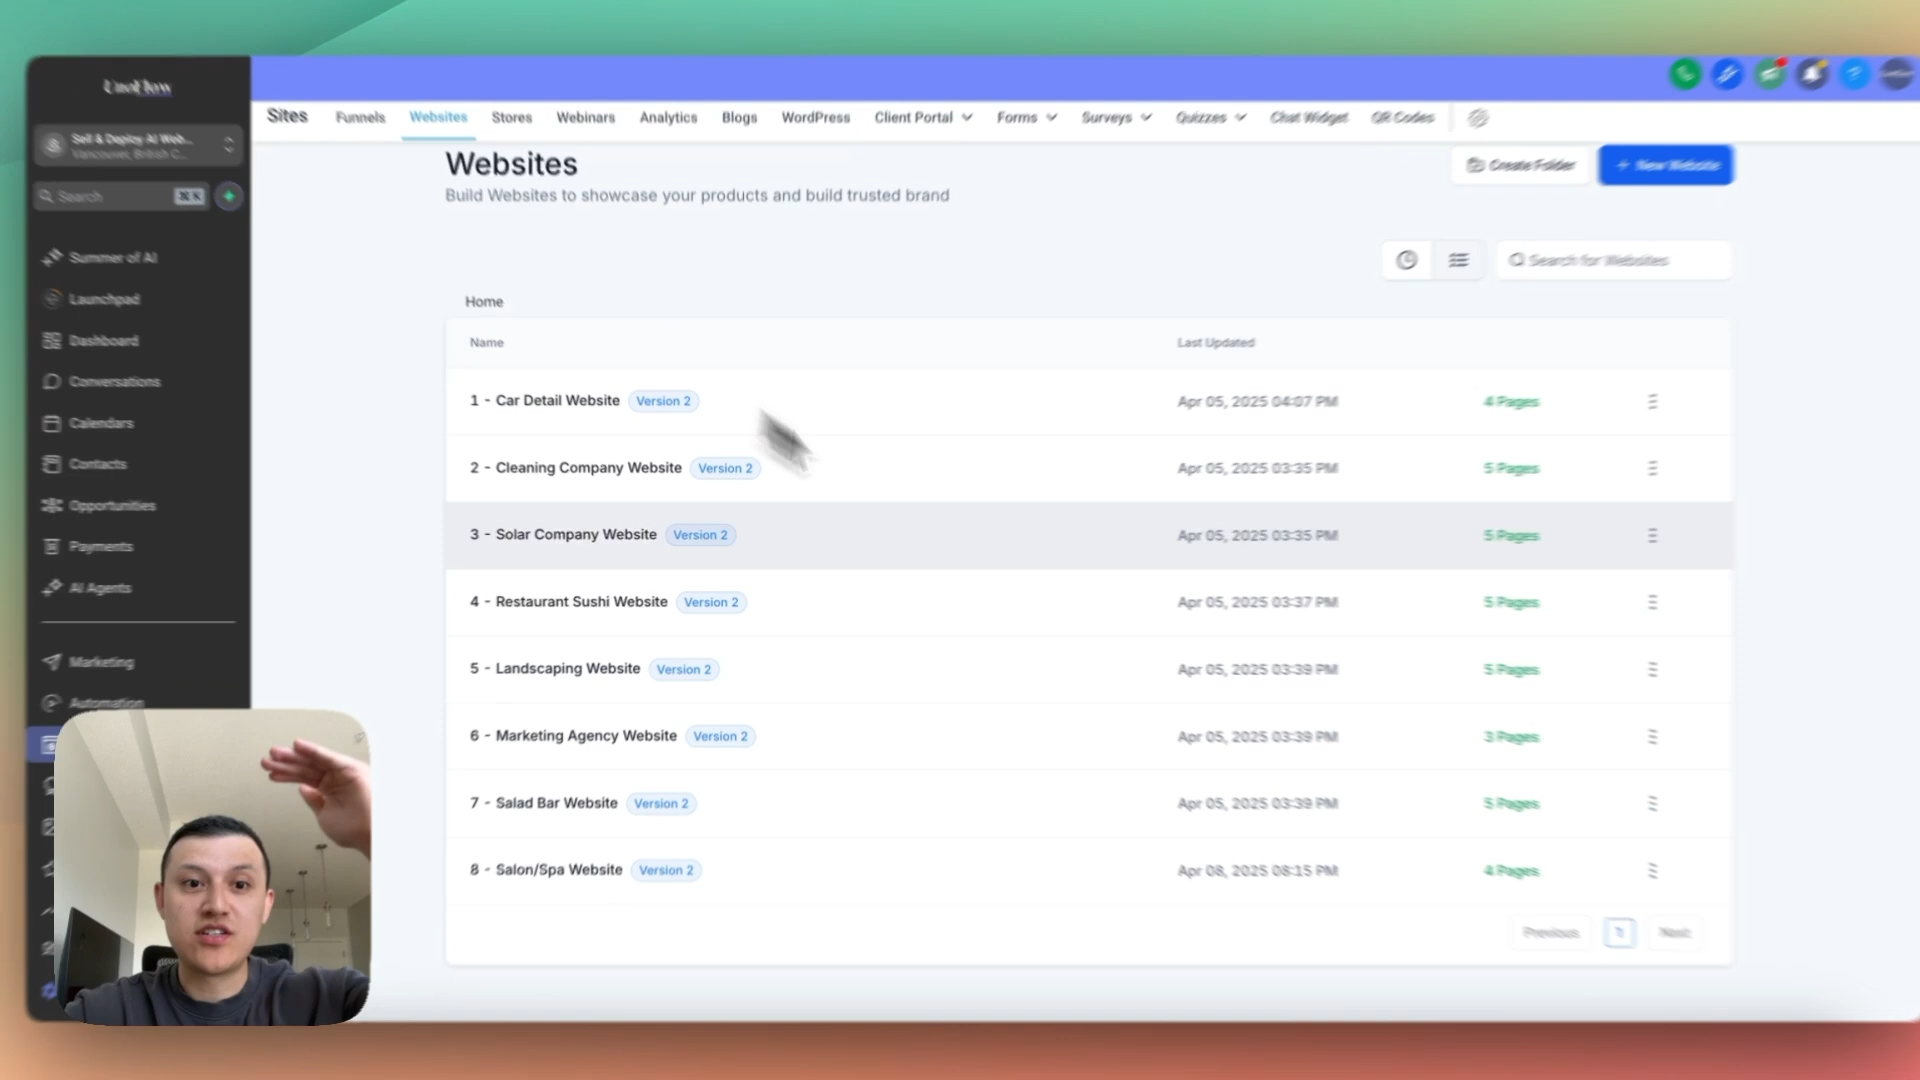 Sell & Deploy AI Web...
Vancouver, British C...
Search
⌘ K
Summer of AI
Launchpad
Dashboard
Conversations
Calendars
Contacts
Opportunities
Payments
AI Agents
Marketing
Automation
Sites
Funnels
Websites
Stores
Webinars
Analytics
Blogs
WordPress
Client Portal
Forms
Surveys
Quizzes
Chat Widget
QR Codes
Websites
Build Websites to showcase your products and build trusted brand
Create Folder
+ New Website
Search for Websites
Home
Name Last Updated
1 - Car Detail Website Version 2 Apr 05, 2025 04:07 PM 4 Pages
2 - Cleaning Company Website Version 2 Apr 05, 2025 03:35 PM 5 Pages
3 - Solar Company Website Version 2 Apr 05, 2025 03:35 PM 5 Pages
4 - Restaurant Sushi Website Version 2 Apr 05, 2025 03:37 PM 5 Pages
5 - Landscaping Website Version 2 Apr 05, 2025 03:39 PM 5 Pages
6 - Marketing Agency Website Version 2 Apr 05, 2025 03:39 PM 3 Pages
7 - Salad Bar Website Version 2 Apr 05, 2025 03:39 PM 5 Pages
8 - Salon/Spa Website Version 2 Apr 08, 2025 08:15 PM 4 Pages
Previous 1 Next